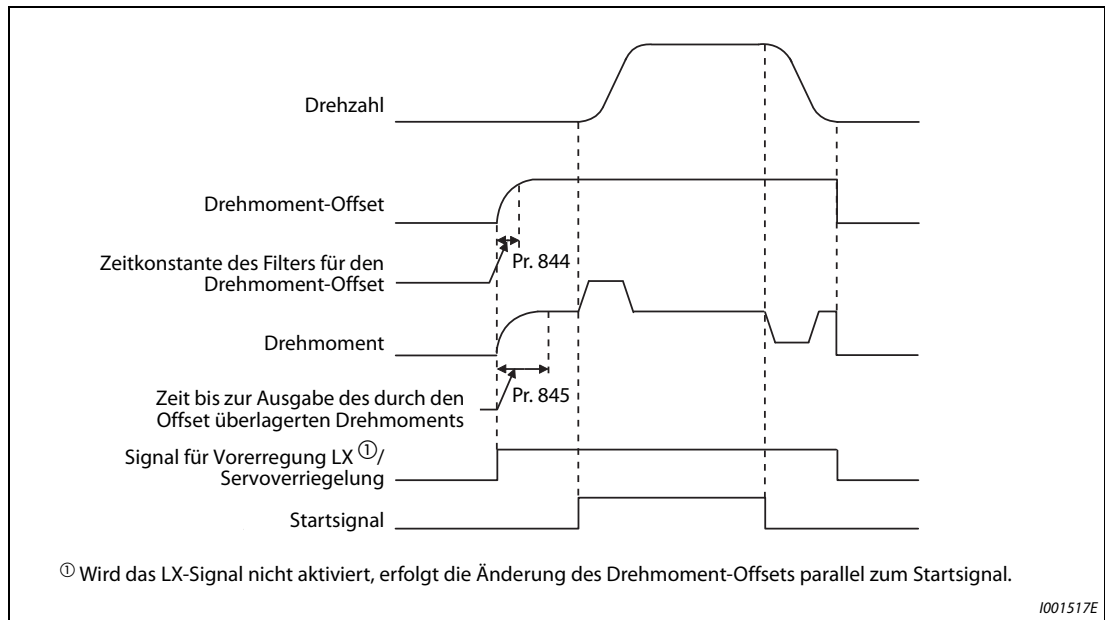 Drehzahl
Drehmoment-Offset
Zeitkonstante des Filters für den
Drehmoment-Offset
Pr. 844
Drehmoment
Zeit bis zur Ausgabe des durch den
Offset überlagerten Drehmoments
Pr. 845
Signal für Vorerregung LX ①/
Servoverriegelung
Startsignal
① Wird das LX-Signal nicht aktiviert, erfolgt die Änderung des Drehmoment-Offsets parallel zum Startsignal.
I001517E